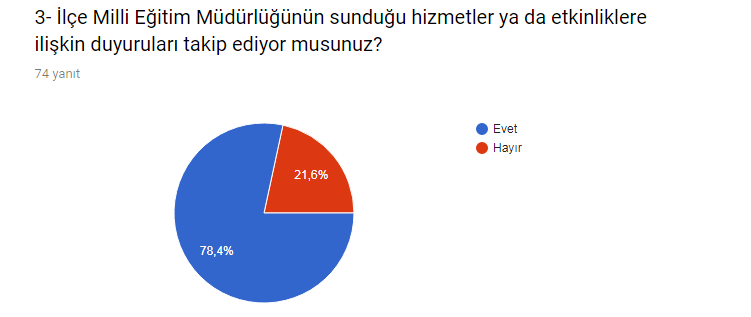 3- İlçe Milli Eğitim Müdürlüğünün sunduğu hizmetler ya da etkinliklere
ilişkin duyuruları takip ediyor musunuz?
74 yanıt
Evet
Hayır
21,6%
78,4%